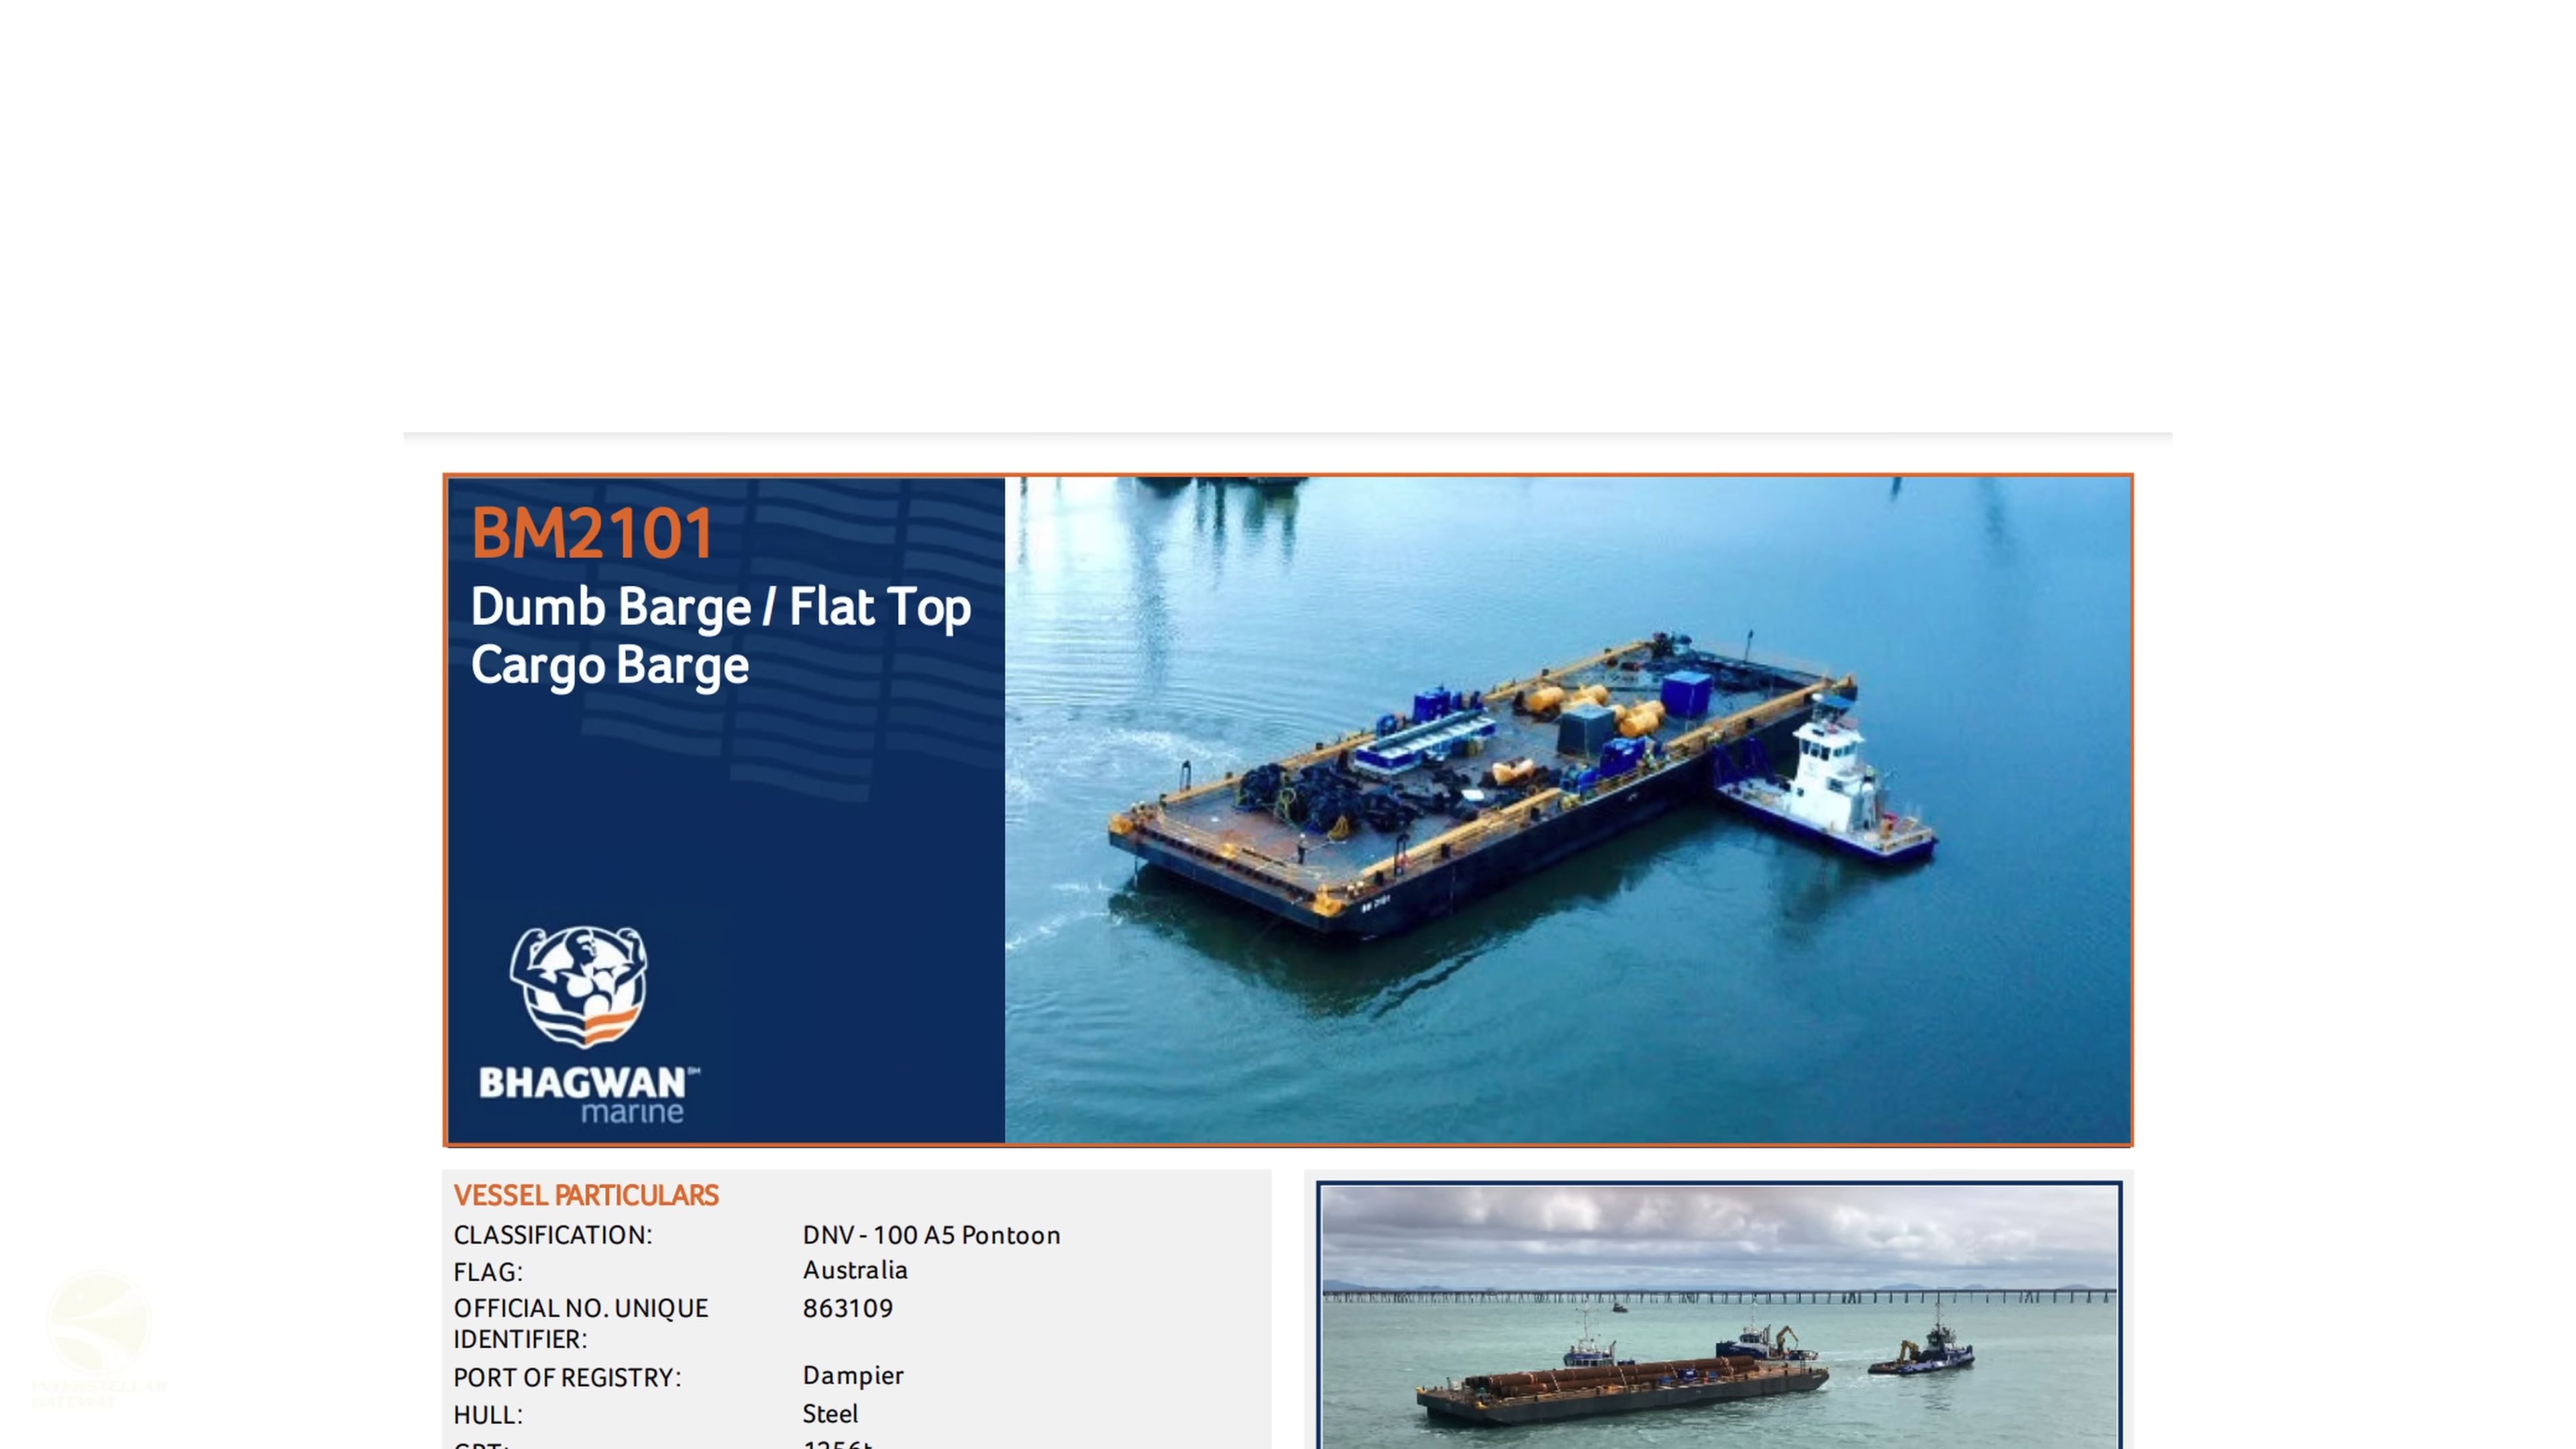 BM2101
Dumb Barge / Flat Top
Cargo Barge
BHAGWAN
marine
VESSEL PARTICULARS
CLASSIFICATION: DNV - 100 A5 Pontoon
FLAG: Australia
OFFICIAL NO. UNIQUE 863109
IDENTIFIER:
PORT OF REGISTRY: Dampier
HULL: Steel